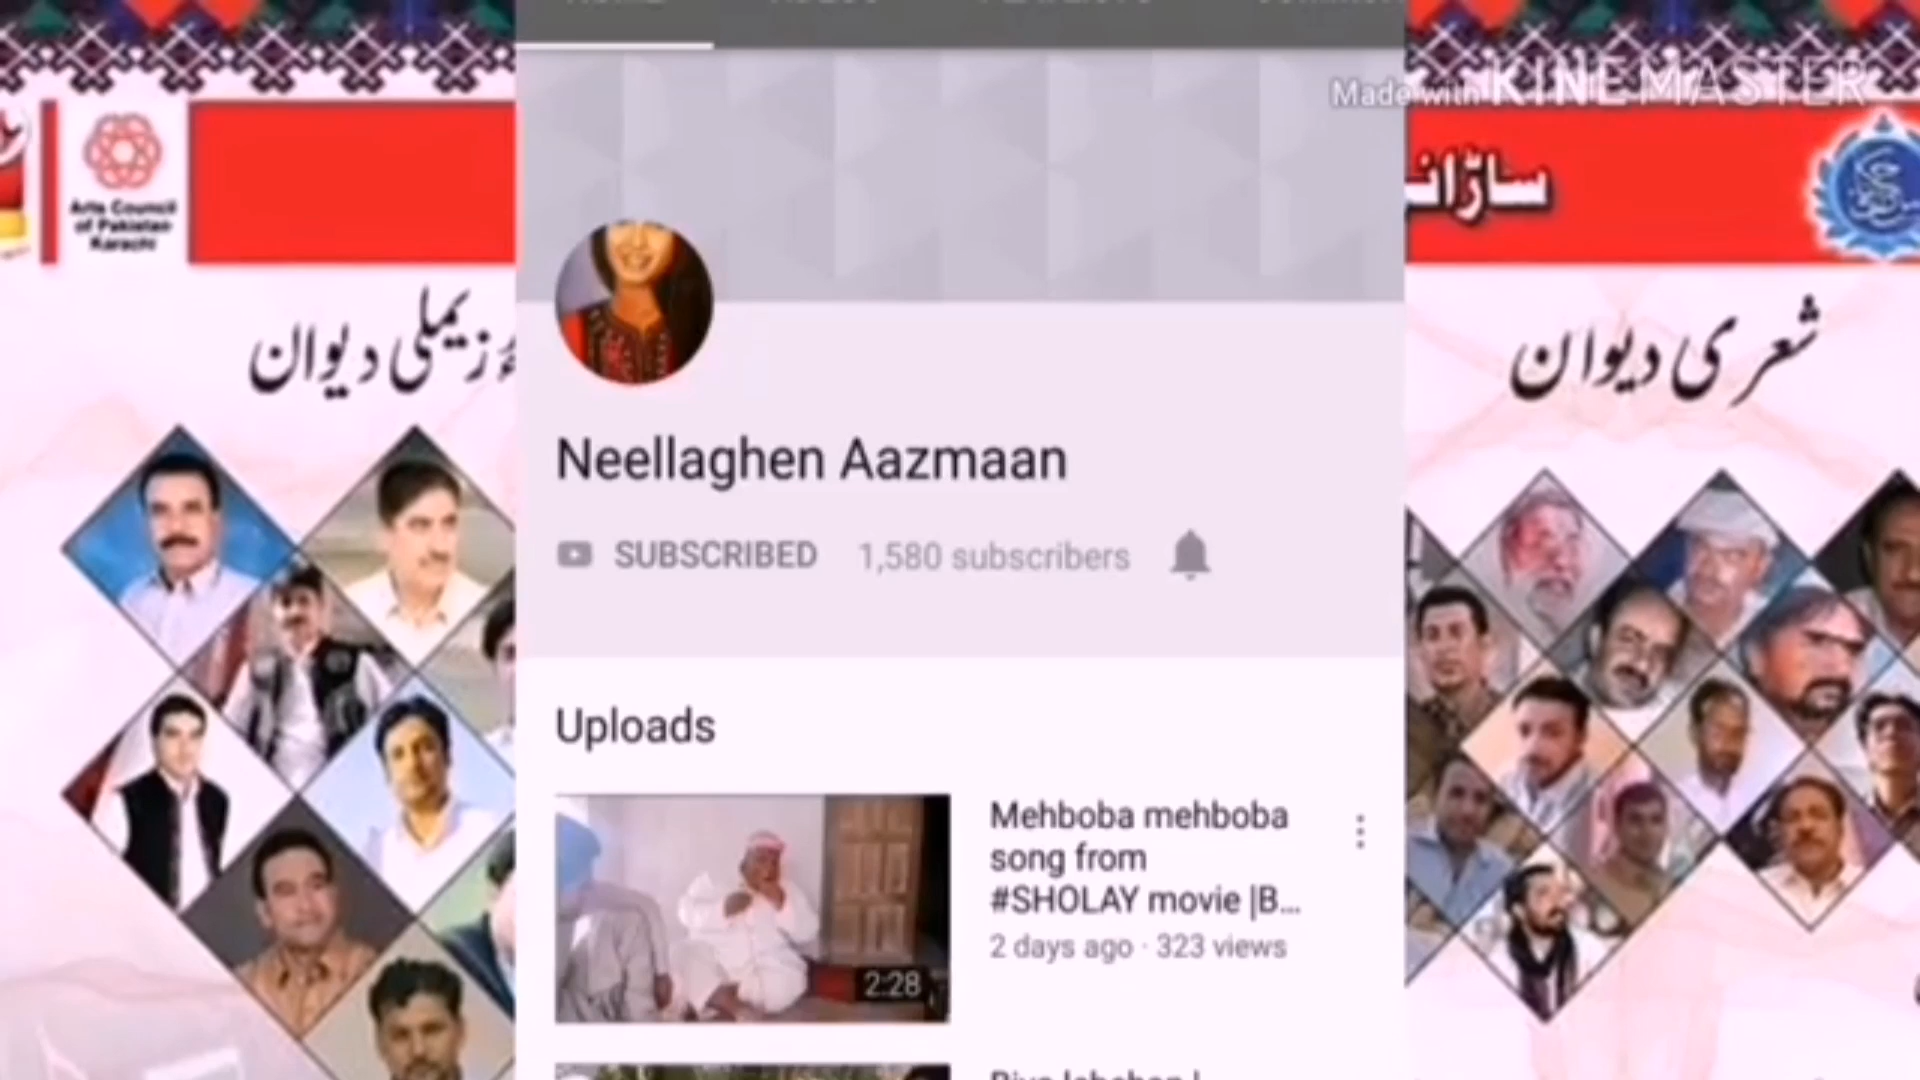 Made with KINEMASTER
Arts Council
of Pakistan
Karachi
زیملی دیوان
شعری دیوان
Neellaghen Aazmaan
SUBSCRIBED 1,580 subscribers
Uploads
Mehboba mehboba
song from
#SHOLAY movie |B...
2 days ago · 323 views
2:28